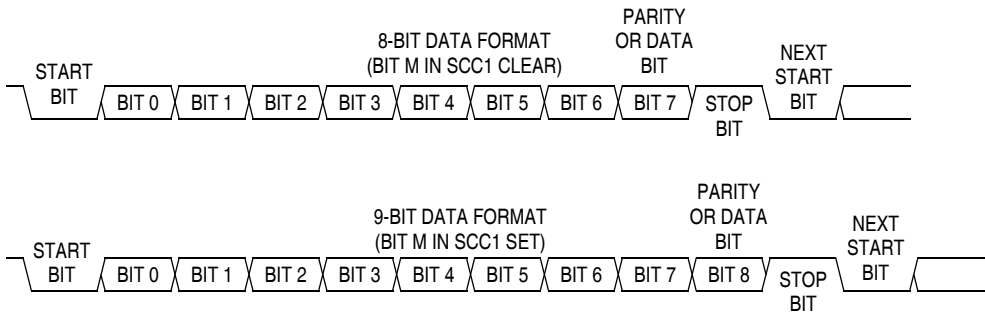 8-BIT DATA FORMAT
(BIT M IN SCC1 CLEAR)
PARITY
OR DATA
BIT
START
BIT
BIT 0 BIT 1 BIT 2 BIT 3 BIT 4 BIT 5 BIT 6 BIT 7
STOP
BIT
NEXT
START
BIT
9-BIT DATA FORMAT
(BIT M IN SCC1 SET)
PARITY
OR DATA
BIT
START
BIT
BIT 0 BIT 1 BIT 2 BIT 3 BIT 4 BIT 5 BIT 6 BIT 7 BIT 8
STOP
BIT
NEXT
START
BIT